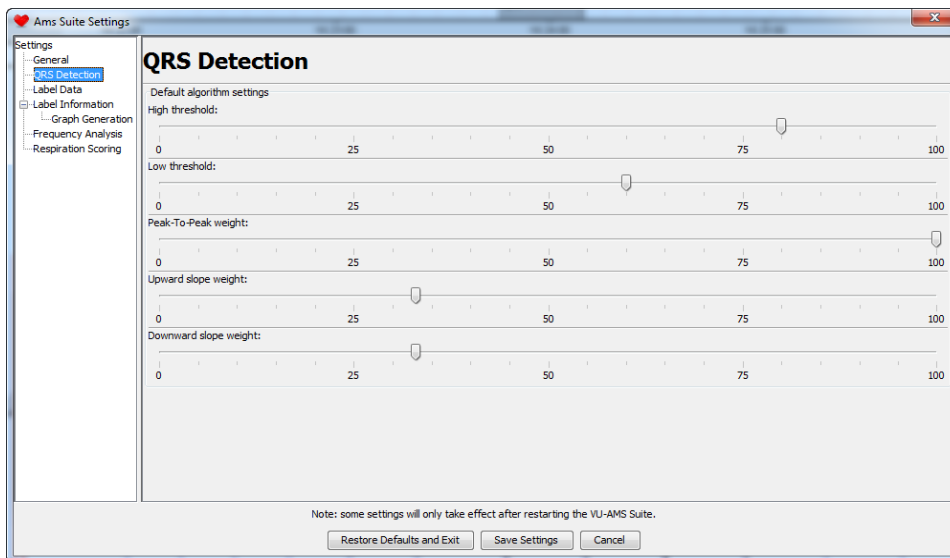 Ams Suite Settings
Settings
General
QRS Detection
Label Data
Label Information
Graph Generation
Frequency Analysis
Respiration Scoring
QRS Detection
Default algorithm settings
High threshold:
0 25 50 75 100
Low threshold:
0 25 50 75 100
Peak-To-Peak weight:
0 25 50 75 100
Upward slope weight:
0 25 50 75 100
Downward slope weight:
0 25 50 75 100
Note: some settings will only take effect after restarting the VU-AMS Suite.
Restore Defaults and Exit Save Settings Cancel